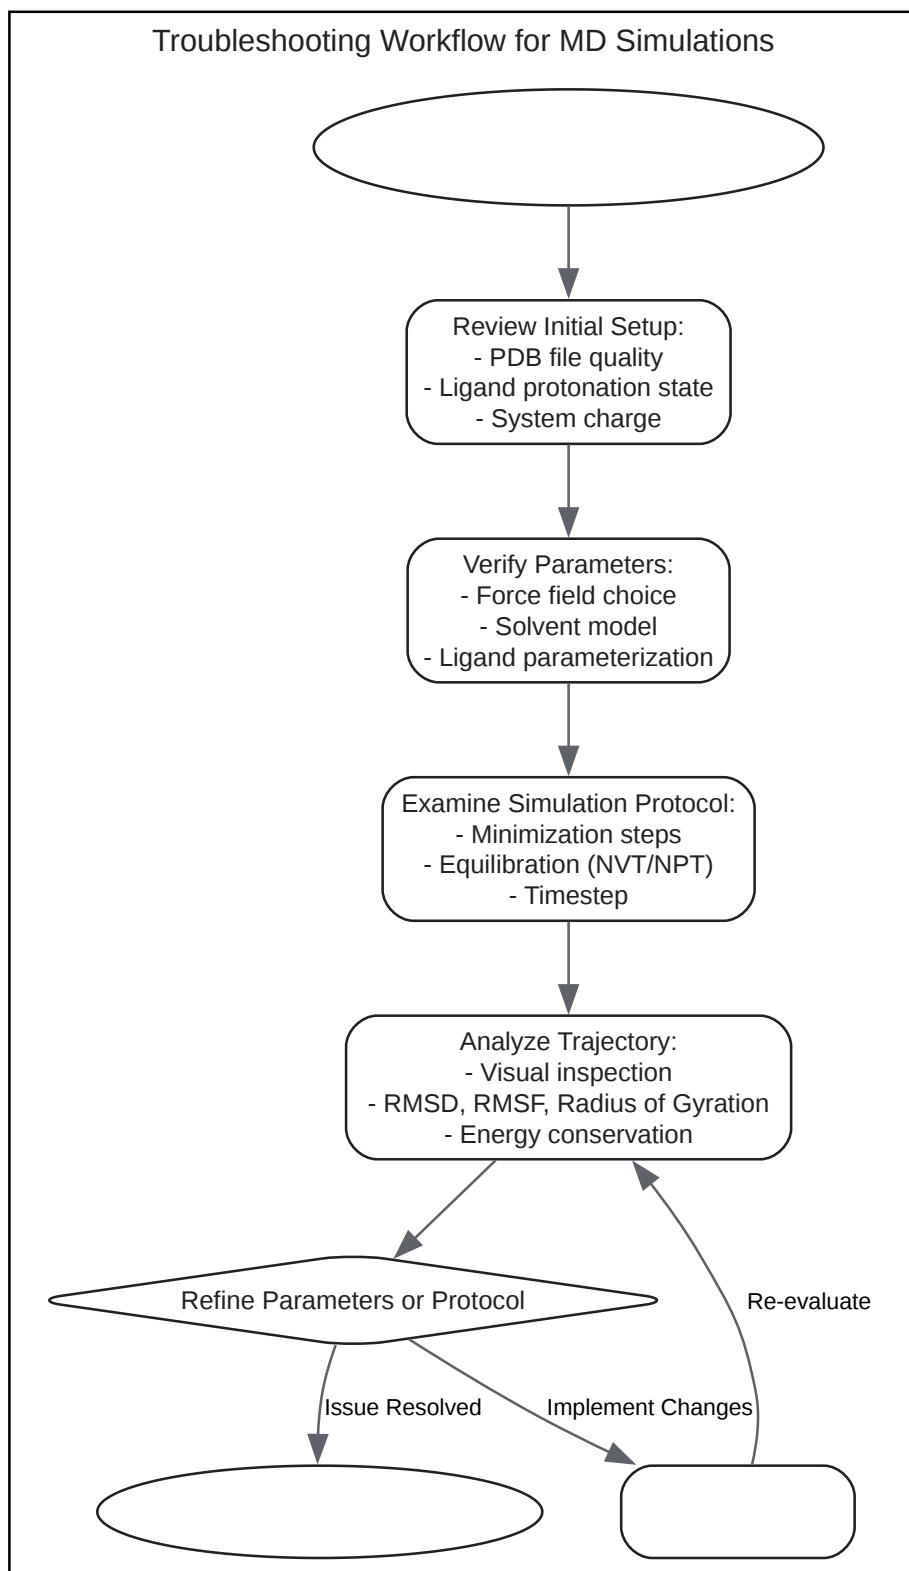 Troubleshooting Workflow for MD Simulations
Review Initial Setup:
- PDB file quality
- Ligand protonation state
- System charge
Verify Parameters:
- Force field choice
- Solvent model
- Ligand parameterization
Examine Simulation Protocol:
- Minimization steps
- Equilibration (NVT/NPT)
- Timestep
Analyze Trajectory:
- Visual inspection
- RMSD, RMSF, Radius of Gyration
- Energy conservation
Refine Parameters or Protocol
Re-evaluate
Issue Resolved
Implement Changes